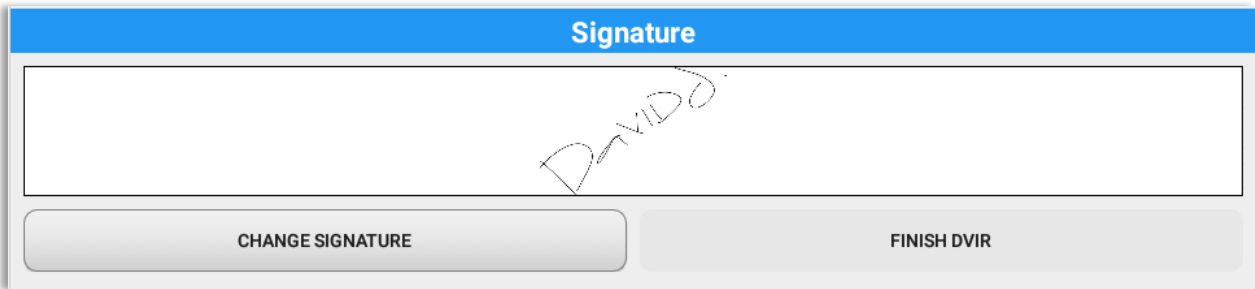 Signature
DAVID J.
CHANGE SIGNATURE
FINISH DVIR